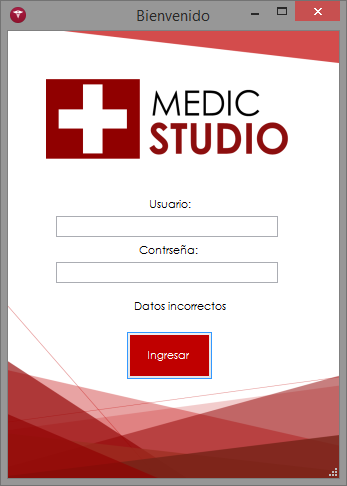 Bienvenido
MEDIC
STUDIO
Usuario:
Contrseña:
Datos incorrectos
Ingresar